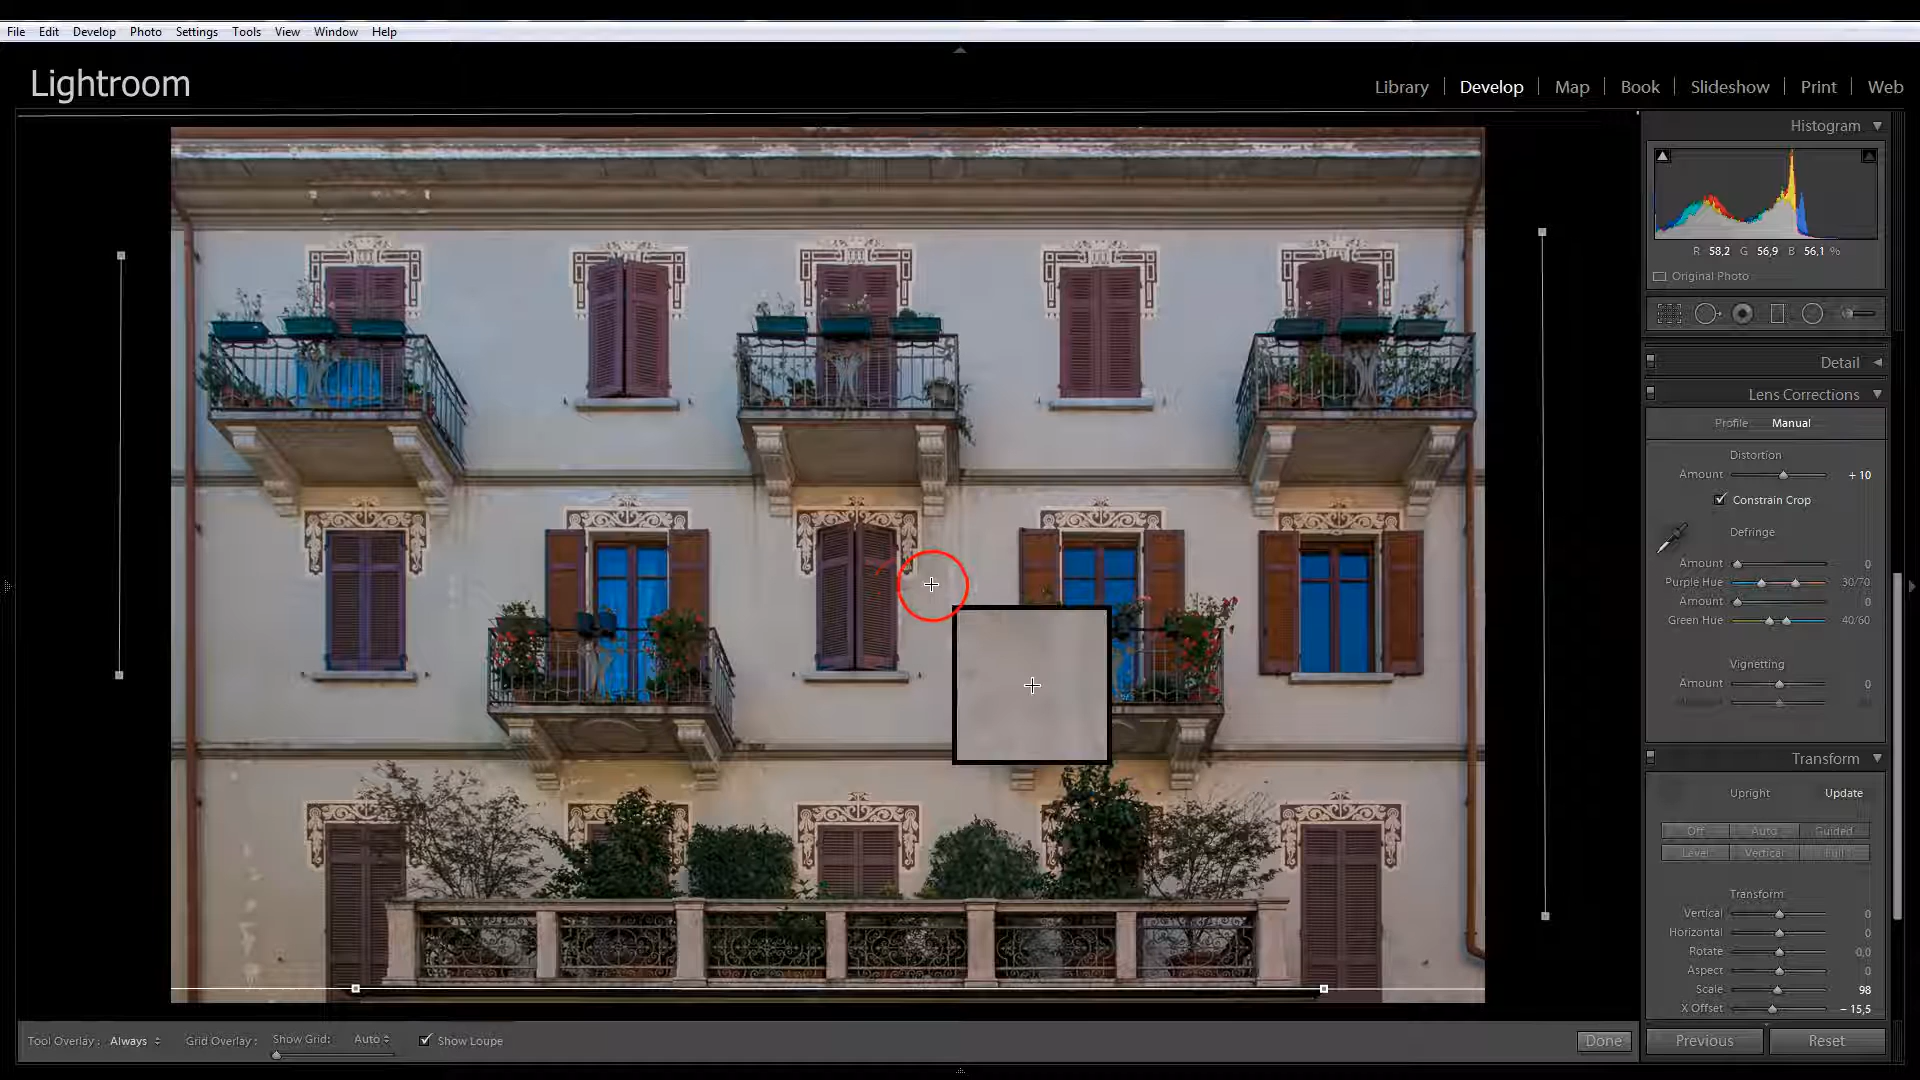 File Edit Develop Photo Settings Tools View Window Help
Lightroom
Library | Develop | Map | Book | Slideshow | Print | Web
Histogram
R 58,2 G 56,9 B 56,1 %
Original Photo
Detail
Lens Corrections
Profile Manual
Distortion
Amount + 10
Constrain Crop
Defringe
Amount 0
Purple Hue 30/70
Amount 0
Green Hue 40/60
Vignetting
Amount 0
Transform
Upright Update
Off Auto Guided
Level Vertical Full
Transform
Vertical 0
Horizontal 0
Rotate 0,0
Aspect 0
Scale 98
X Offset – 15,5
Tool Overlay : Always Grid Overlay : Show Grid: Auto Show Loupe Done
Previous Reset